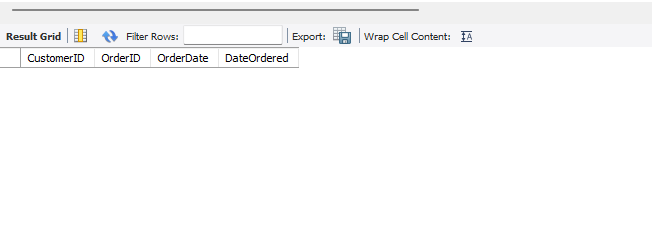 Result Grid Filter Rows: Export: Wrap Cell Content: A
CustomerID OrderID OrderDate DateOrdered